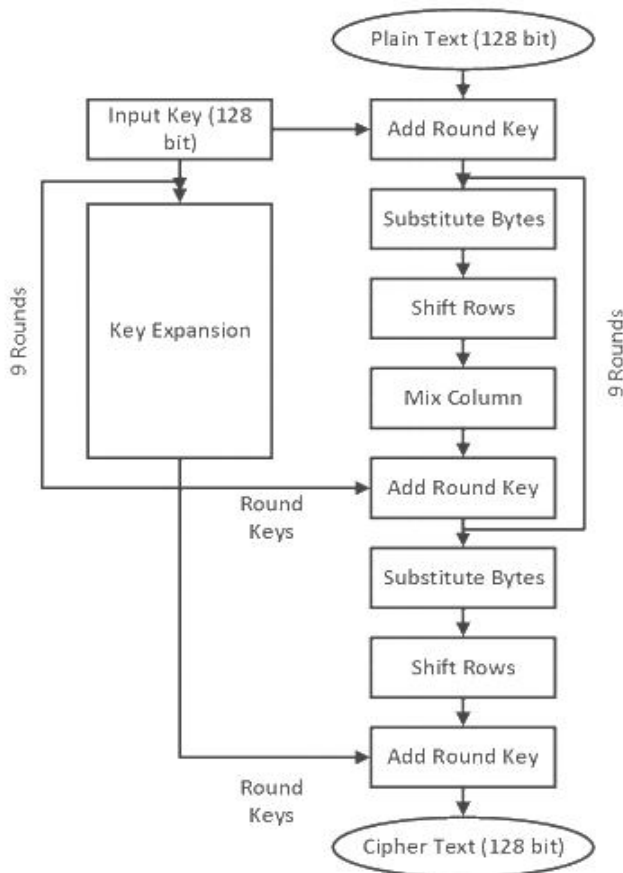 Plain Text (128 bit)
Input Key (128
bit)
Add Round Key
Substitute Bytes
9 Rounds
Key Expansion
Shift Rows
9 Rounds
Mix Column
Add Round Key
Round
Keys
Substitute Bytes
Shift Rows
Add Round Key
Round
Keys
Cipher Text (128 bit)